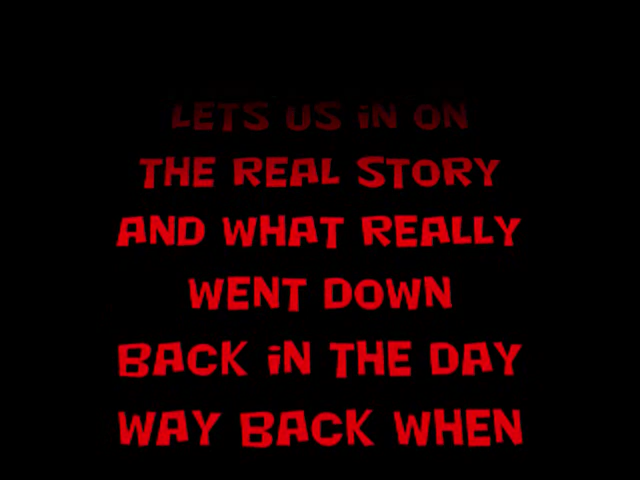 LETS US iN ON
THE REAL STORY
AND WHAT REALLY
WENT DOWN
BACK iN THE DAY
WAY BACK WHEN